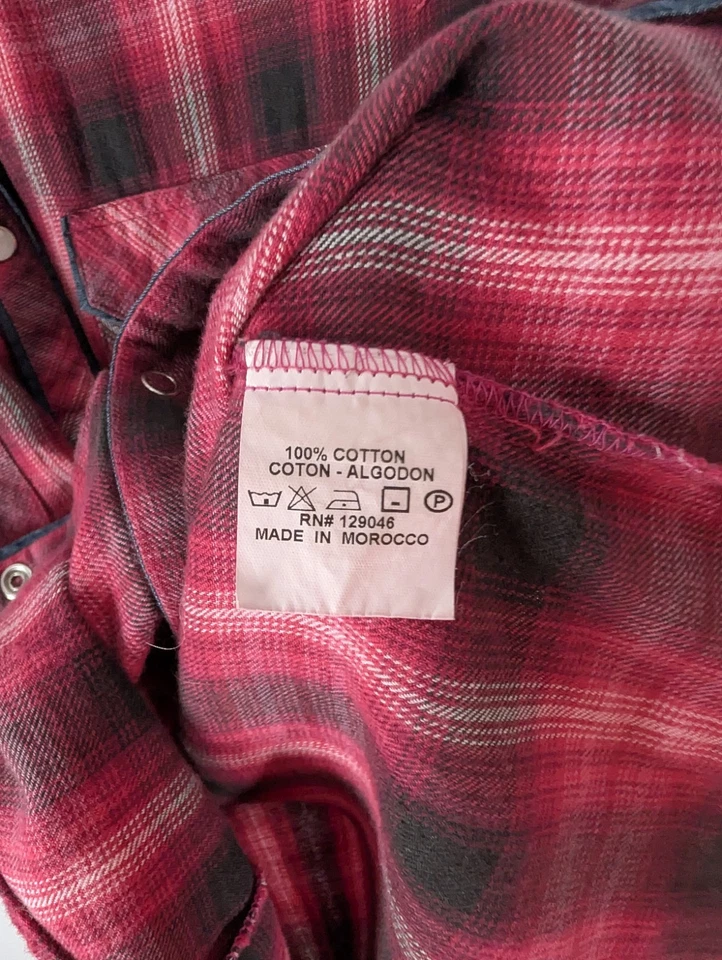 100% COTTON
COTON - ALGODON
P
RN# 129046
MADE IN MOROCCO